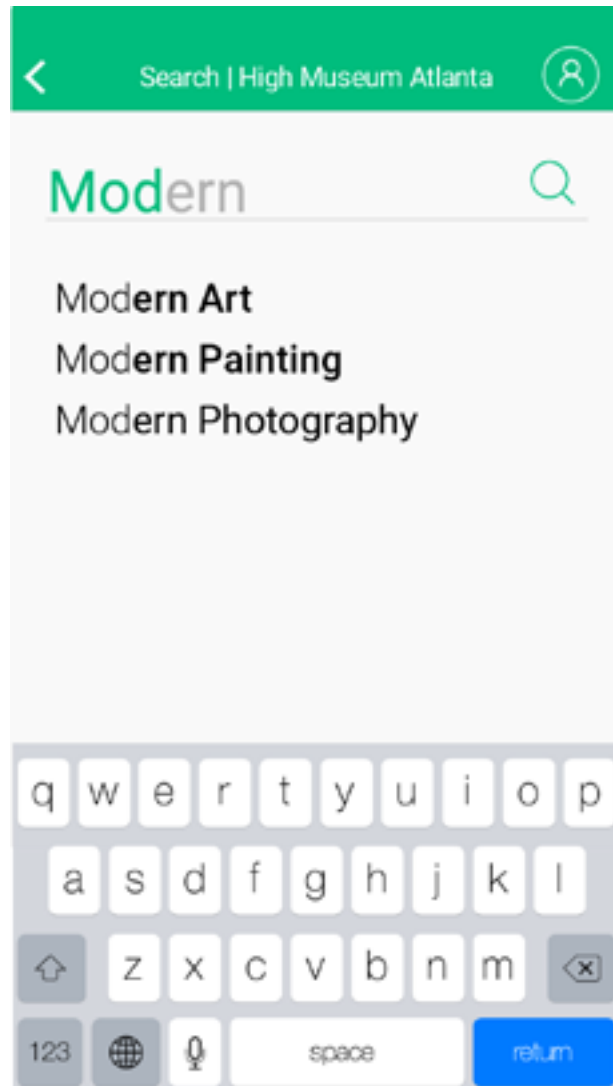 Search | High Museum Atlanta
Modern
Modern Art
Modern Painting
Modern Photography
q w e r t y u i o p
a s d f g h j k l
z x c v b n m
123 space return